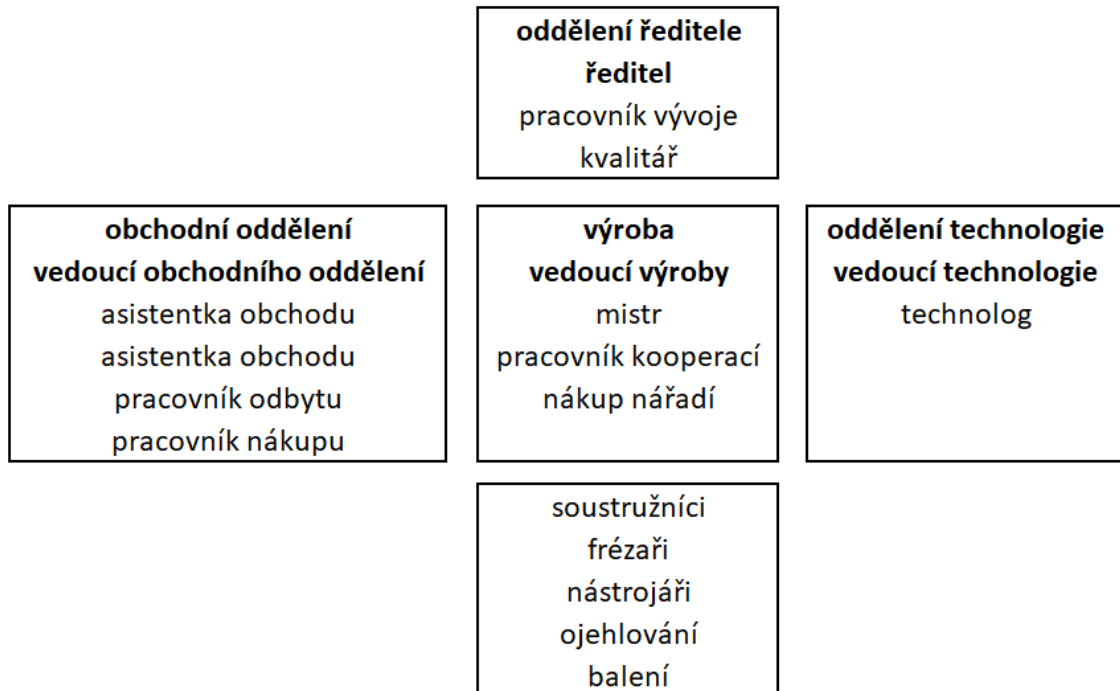 oddělení ředitele
ředitel
pracovník vývoje
kvalitář
obchodní oddělení
vedoucí obchodního oddělení
asistentka obchodu
asistentka obchodu
pracovník odbytu
pracovník nákupu
výroba
vedoucí výroby
mistr
pracovník kooperací
nákup nářadí
oddělení technologie
vedoucí technologie
technolog
soustružníci
frézaři
nástrojáři
ojehlování
balení